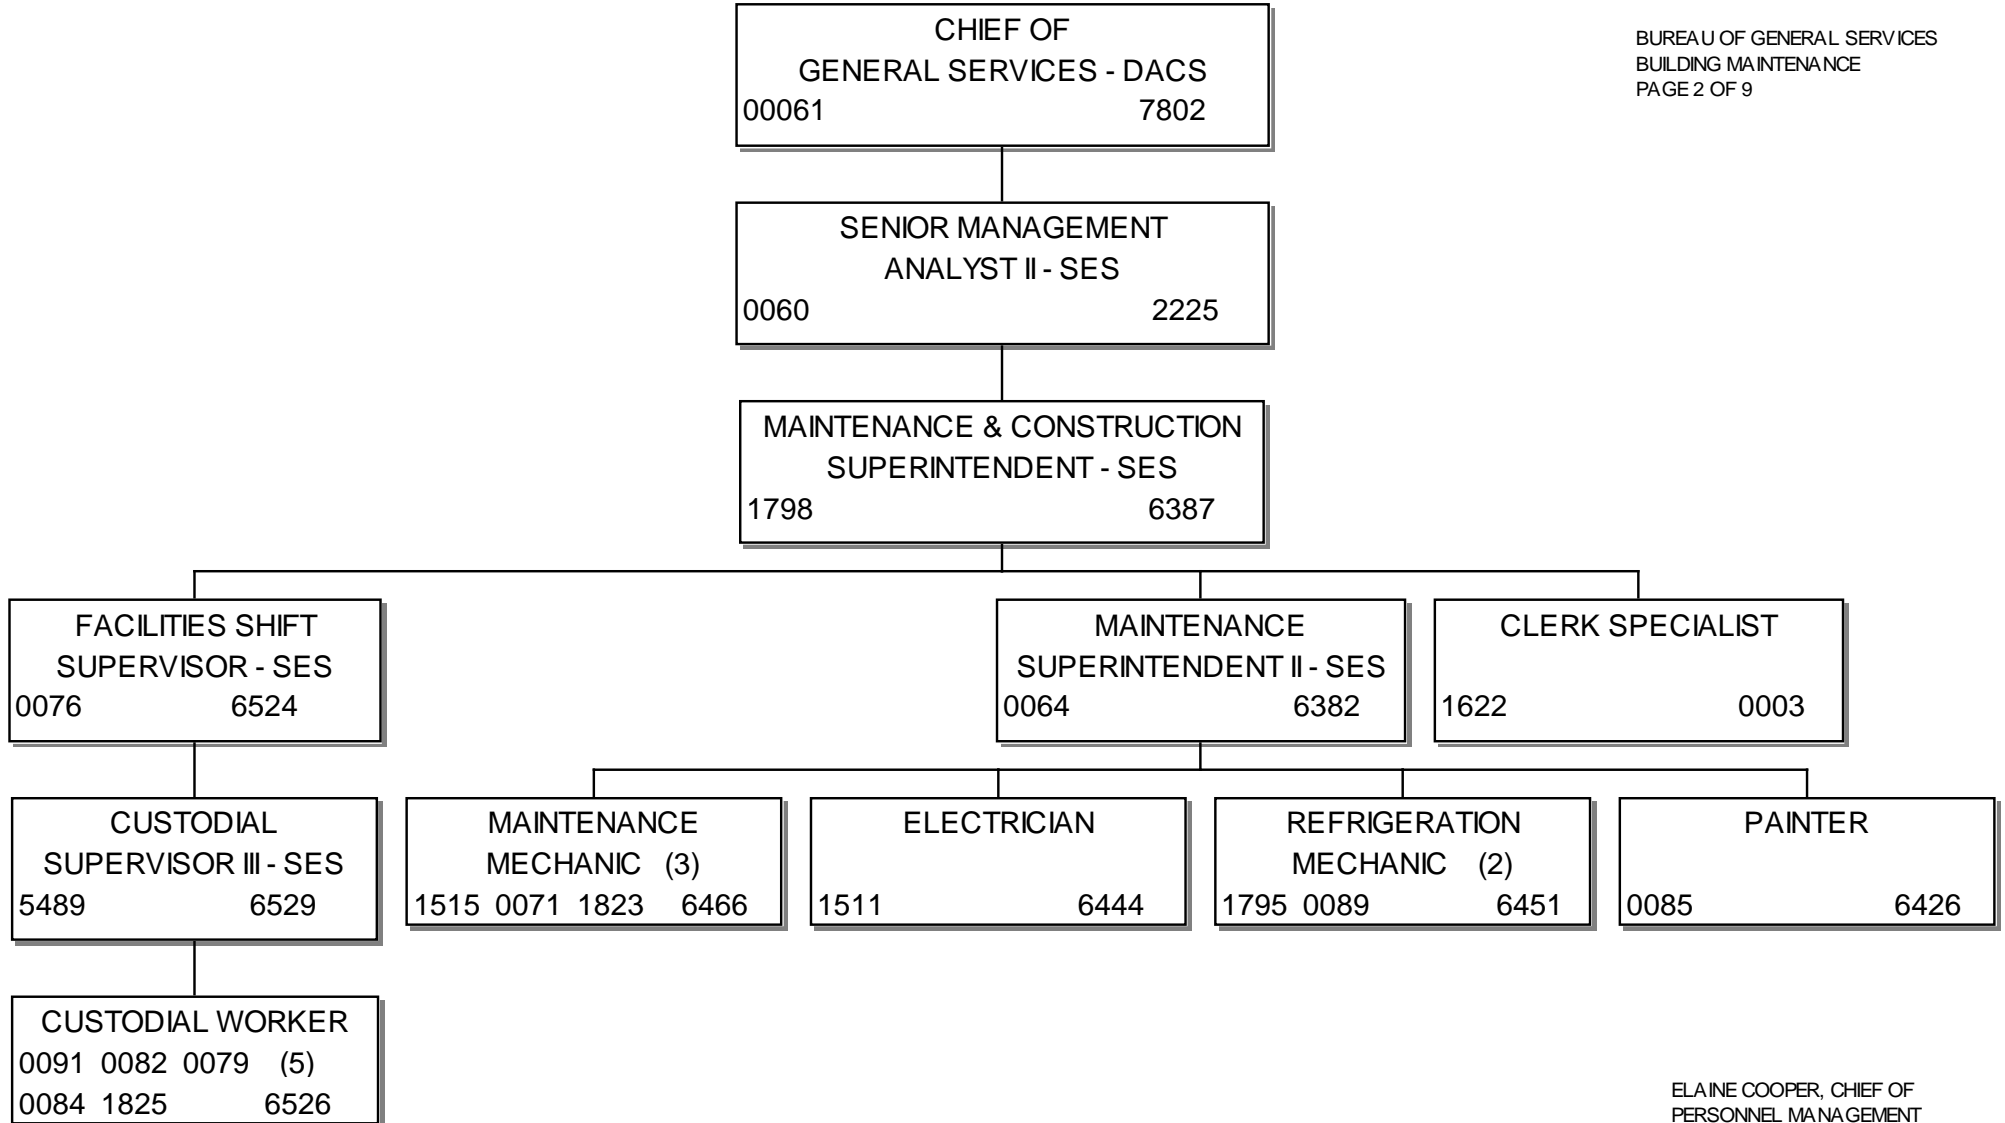 CHIEF OF
GENERAL SERVICES - DACS
00061 7802
BUREAU OF GENERAL SERVICES
BUILDING MAINTENANCE
PAGE 2 OF 9
SENIOR MANAGEMENT
ANALYST II - SES
0060 2225
MAINTENANCE & CONSTRUCTION
SUPERINTENDENT - SES
1798 6387
FACILITIES SHIFT
SUPERVISOR - SES
0076 6524
MAINTENANCE
SUPERINTENDENT II - SES
0064 6382
CLERK SPECIALIST
1622 0003
CUSTODIAL
SUPERVISOR III - SES
5489 6529
MAINTENANCE
MECHANIC (3)
1515 0071 1823 6466
ELECTRICIAN
1511 6444
REFRIGERATION
MECHANIC (2)
1795 0089 6451
PAINTER
0085 6426
CUSTODIAL WORKER
0091 0082 0079 (5)
0084 1825 6526
ELAINE COOPER, CHIEF OF
PERSONNEL MANAGEMENT